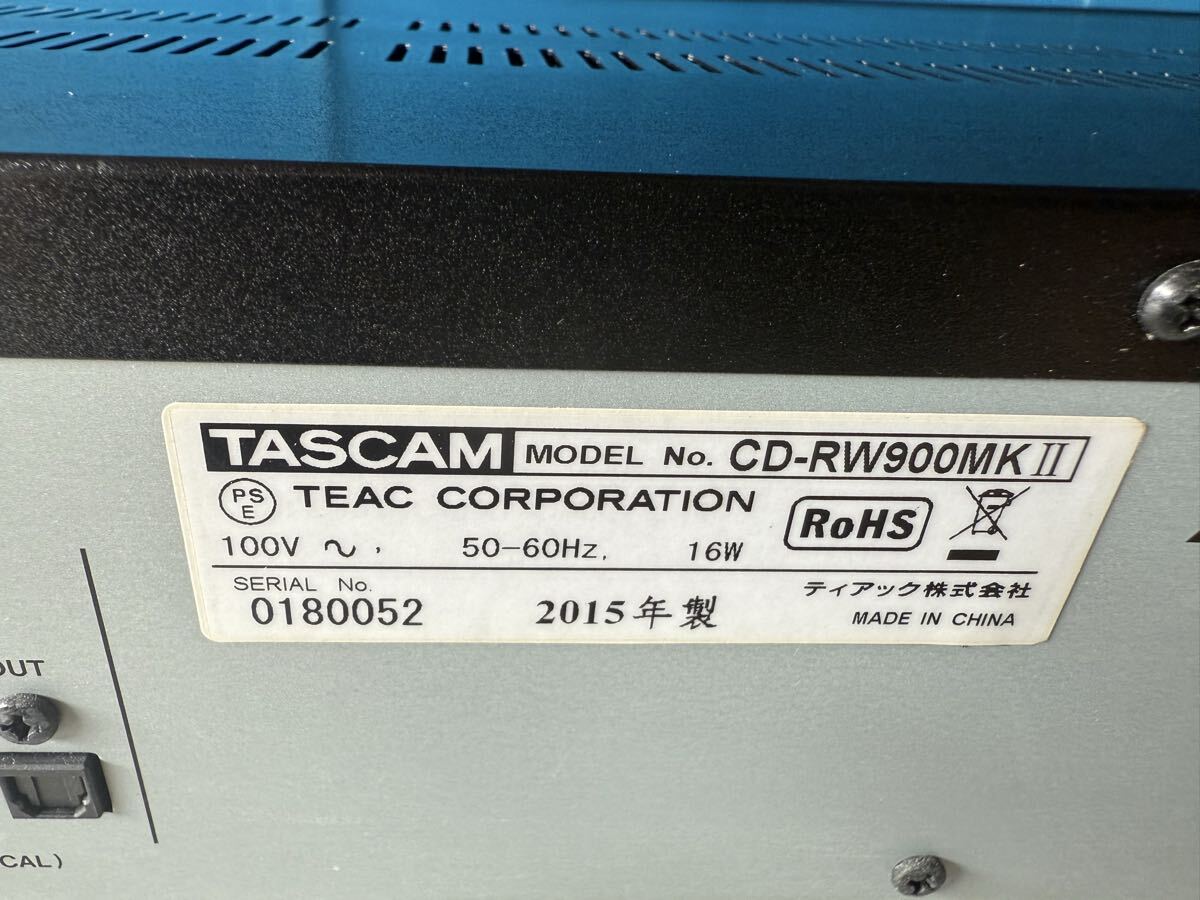 TASCAM MODEL No. CD-RW900MKⅡ
PSE TEAC CORPORATION RoHS
100V ∿, 50-60Hz, 16W
SERIAL No.
0180052 2015年製
ティアック株式会社
MADE IN CHINA
OUT
CAL)